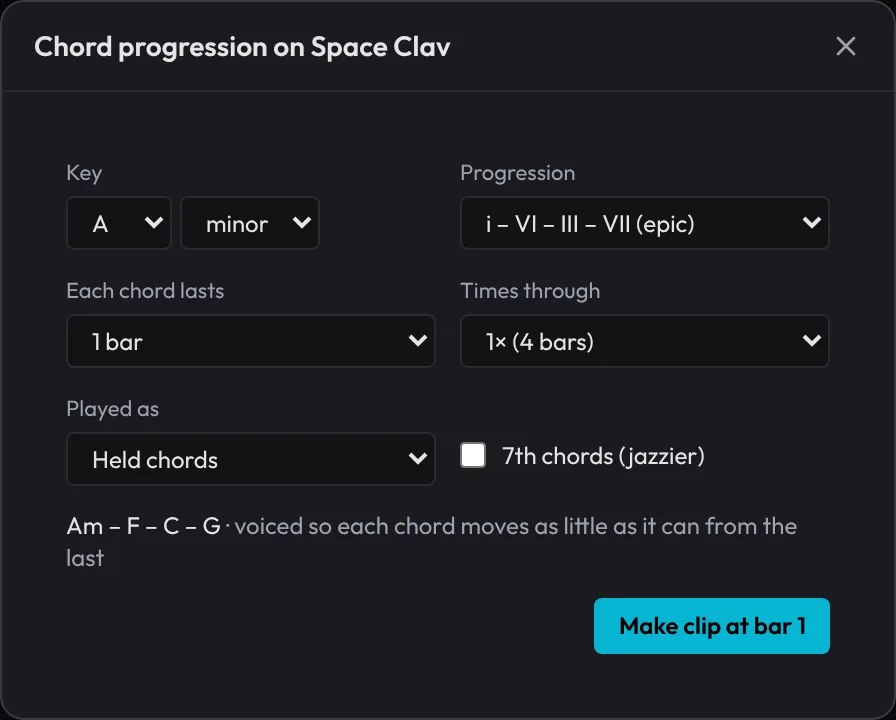 Chord progression on Space Clav
Key
Progression
A
minor
i – VI – III – VII (epic)
Each chord lasts
Times through
1 bar
1× (4 bars)
Played as
Held chords
7th chords (jazzier)
Am – F – C – G · voiced so each chord moves as little as it can from the
last
Make clip at bar 1